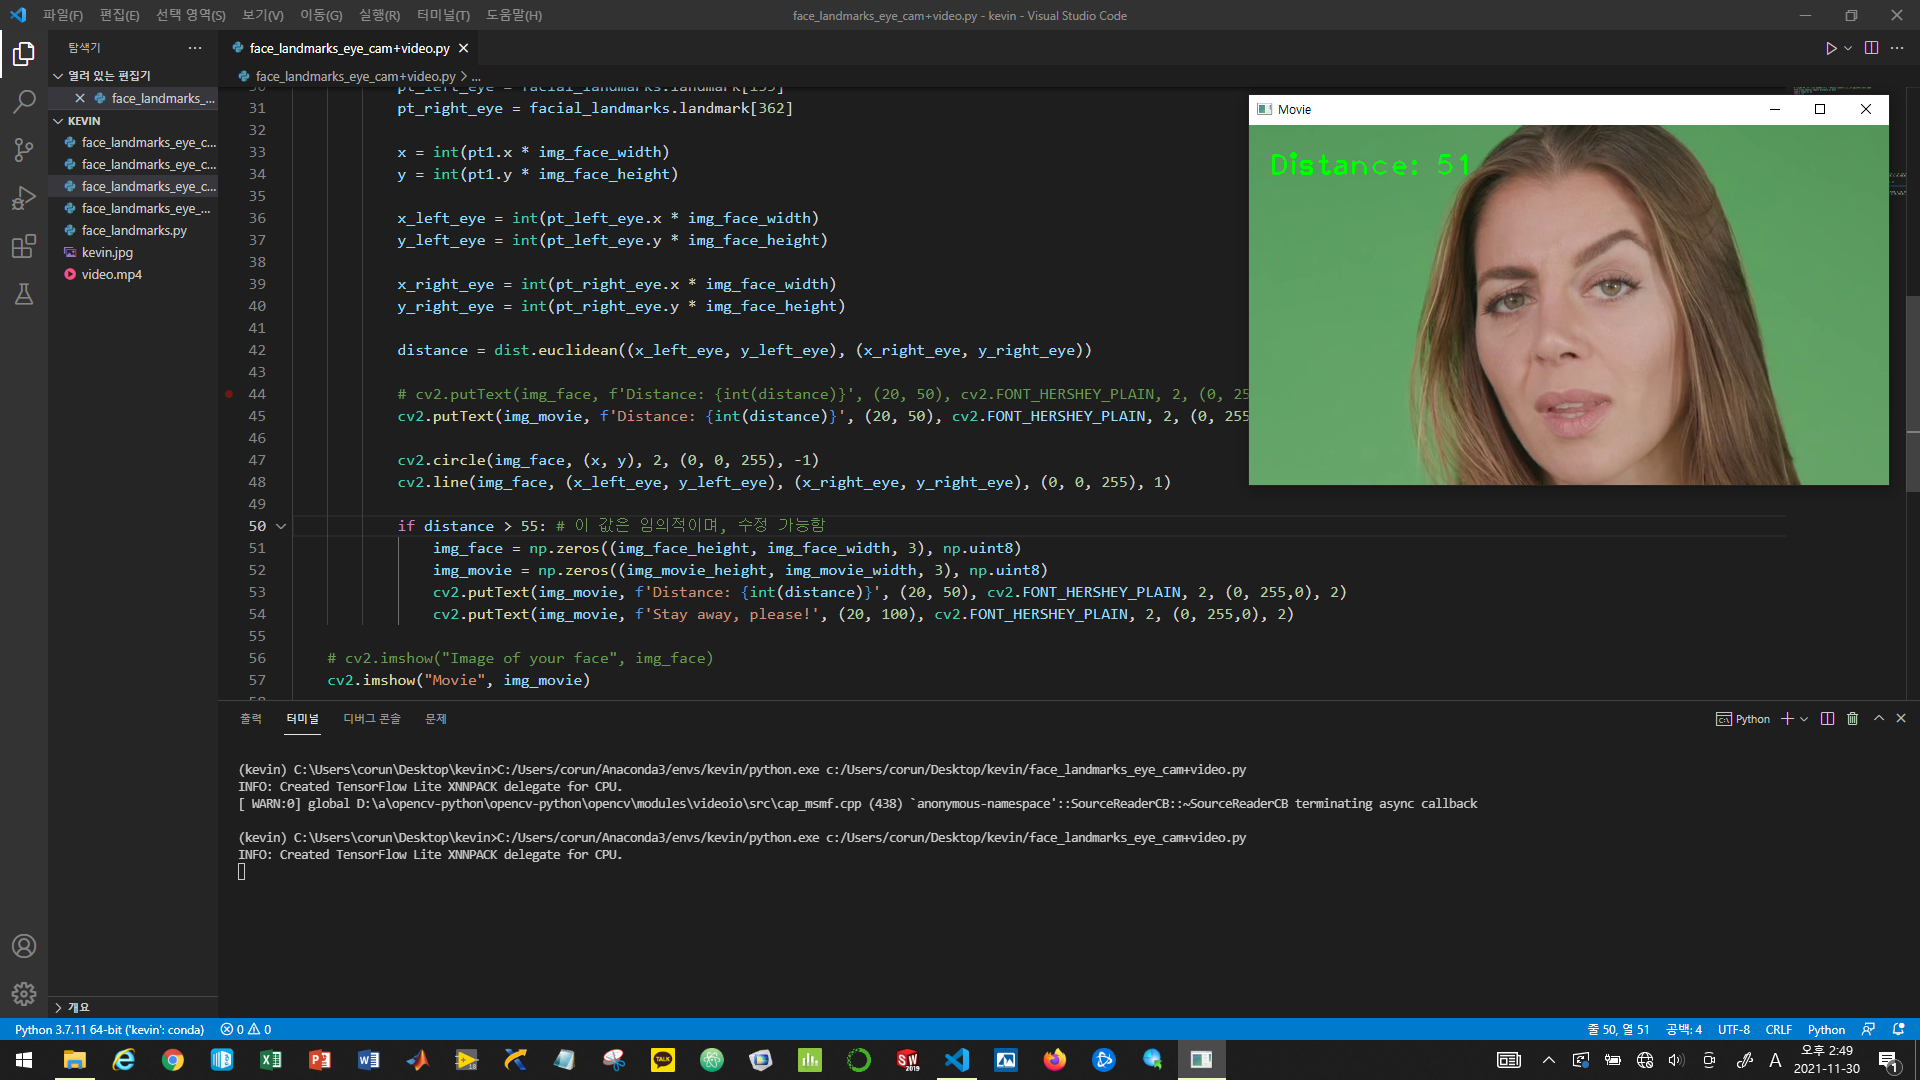 파일(F) 편집(E) 선택 영역(S) 보기(V) 이동(G) 실행(R) 터미널(T) 도움말(H)
face_landmarks_eye_cam+video.py - kevin - Visual Studio Code
탐색기
열려 있는 편집기
face_landmarks_...
KEVIN
face_landmarks_eye_c...
face_landmarks_eye_c...
face_landmarks_eye_c...
face_landmarks_eye_...
face_landmarks.py
kevin.jpg
video.mp4
개요
face_landmarks_eye_cam+video.py
face_landmarks_eye_cam+video.py > ...
31 pt_right_eye = facial_landmarks.landmark[362]
32
33 x = int(pt1.x * img_face_width)
34 y = int(pt1.y * img_face_height)
35
36 x_left_eye = int(pt_left_eye.x * img_face_width)
37 y_left_eye = int(pt_left_eye.y * img_face_height)
38
39 x_right_eye = int(pt_right_eye.x * img_face_width)
40 y_right_eye = int(pt_right_eye.y * img_face_height)
41
42 distance = dist.euclidean((x_left_eye, y_left_eye), (x_right_eye, y_right_eye))
43
44 # cv2.putText(img_face, f'Distance: {int(distance)}', (20, 50), cv2.FONT_HERSHEY_PLAIN, 2, (0, 25
45 cv2.putText(img_movie, f'Distance: {int(distance)}', (20, 50), cv2.FONT_HERSHEY_PLAIN, 2, (0, 255
46
47 cv2.circle(img_face, (x, y), 2, (0, 0, 255), -1)
48 cv2.line(img_face, (x_left_eye, y_left_eye), (x_right_eye, y_right_eye), (0, 0, 255), 1)
49
50 if distance > 55: # 이 값은 임의적이며, 수정 가능함
51 img_face = np.zeros((img_face_height, img_face_width, 3), np.uint8)
52 img_movie = np.zeros((img_movie_height, img_movie_width, 3), np.uint8)
53 cv2.putText(img_movie, f'Distance: {int(distance)}', (20, 50), cv2.FONT_HERSHEY_PLAIN, 2, (0, 255,0), 2)
54 cv2.putText(img_movie, f'Stay away, please!', (20, 100), cv2.FONT_HERSHEY_PLAIN, 2, (0, 255,0), 2)
55
56 # cv2.imshow("Image of your face", img_face)
57 cv2.imshow("Movie", img_movie)
Movie
Distance: 51
출력 터미널 디버그 콘솔 문제
Python
(kevin) C:\Users\corun\Desktop\kevin>C:/Users/corun/Anaconda3/envs/kevin/python.exe c:/Users/corun/Desktop/kevin/face_landmarks_eye_cam+video.py
INFO: Created TensorFlow Lite XNNPACK delegate for CPU.
[ WARN:0] global D:\a\opencv-python\opencv-python\opencv\modules\videoio\src\cap_msmf.cpp (438) `anonymous-namespace'::SourceReaderCB::~SourceReaderCB terminating async callback
(kevin) C:\Users\corun\Desktop\kevin>C:/Users/corun/Anaconda3/envs/kevin/python.exe c:/Users/corun/Desktop/kevin/face_landmarks_eye_cam+video.py
INFO: Created TensorFlow Lite XNNPACK delegate for CPU.
Python 3.7.11 64-bit ('kevin': conda) 0 0
줄 50, 열 51 공백: 4 UTF-8 CRLF Python
TALK
SW
2019
A
오후 2:49
2021-11-30
1